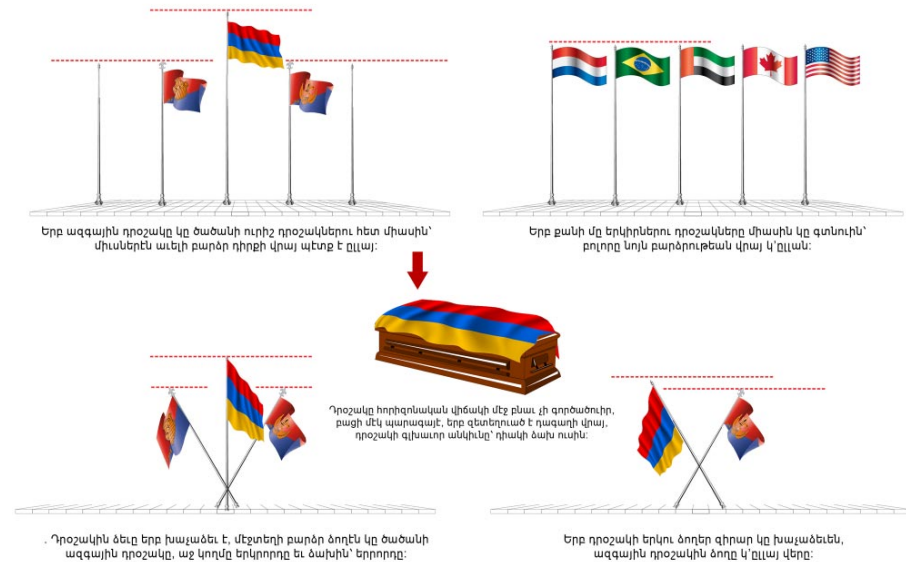 Երբ ազգային դրօշակը կը ծածանի ուրիշ դրօշակներու հետ միասին՝
միւսներէն աւելի բարձր դիրքի վրայ պէտք է ըլլայ:
Երբ քանի մը երկիրներու դրօշակները միասին կը գտնուին՝
բոլորը նոյն բարձրութեան վրայ կ՚ըլլան:
Դրօշակը հորիզոնական վիճակի մէջ բնաւ չի գործածուիր,
բացի մէկ պարագայէ, երբ զետեղուած է դագաղի վրայ,
դրօշակի գլխաւոր անկիւնը՝ դիակի ձախ ուսին:
. Դրօշակին ձեւը երբ խաչաձեւ է, մէջտեղի բարձր ձողէն կը ծածանի
ազգային դրօշակը, աջ կողմը երկրորդը եւ ձախին՝ երրորդը:
Երբ դրօշակի երկու ձողեր զիրար կը խաչաձեւեն,
ազգային դրօշակին ձողը կ՚ըլլայ վերը: